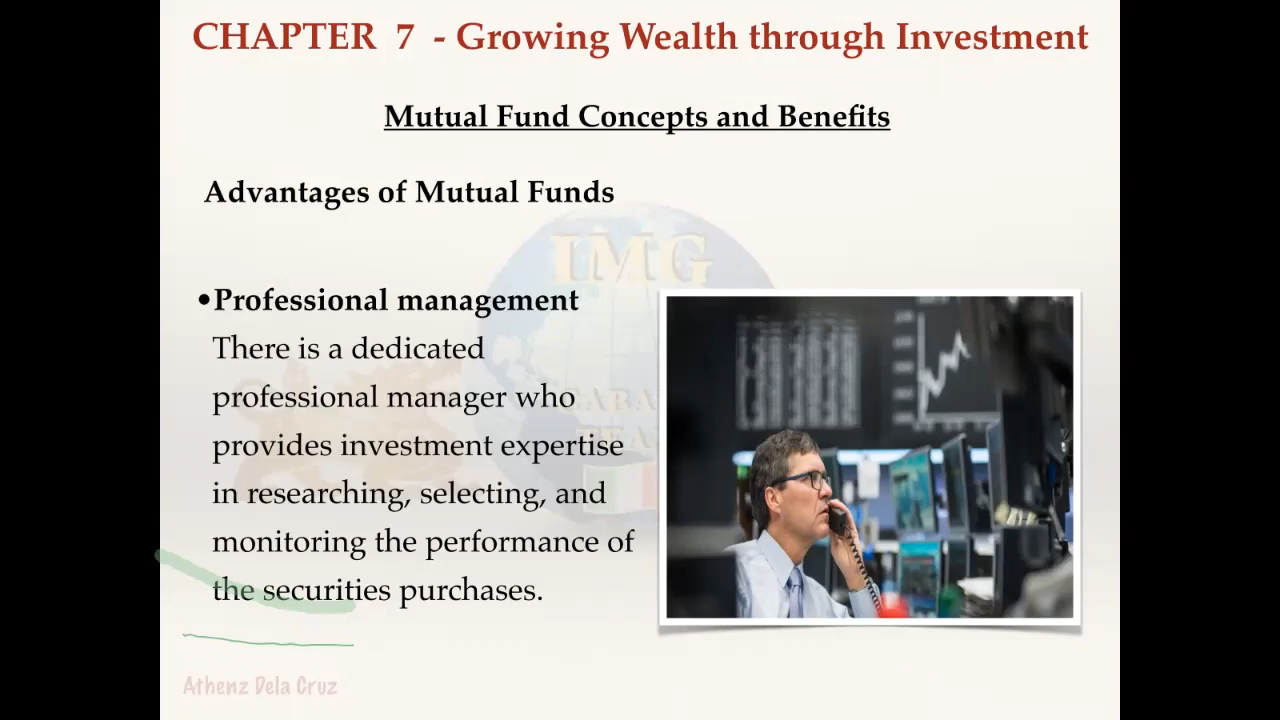 CHAPTER 7 - Growing Wealth through Investment
Mutual Fund Concepts and Benefits
Advantages of Mutual Funds
IMG
•Professional management
There is a dedicated
professional manager who
provides investment expertise
in researching, selecting, and
monitoring the performance of
the securities purchases.
Athenz Dela Cruz